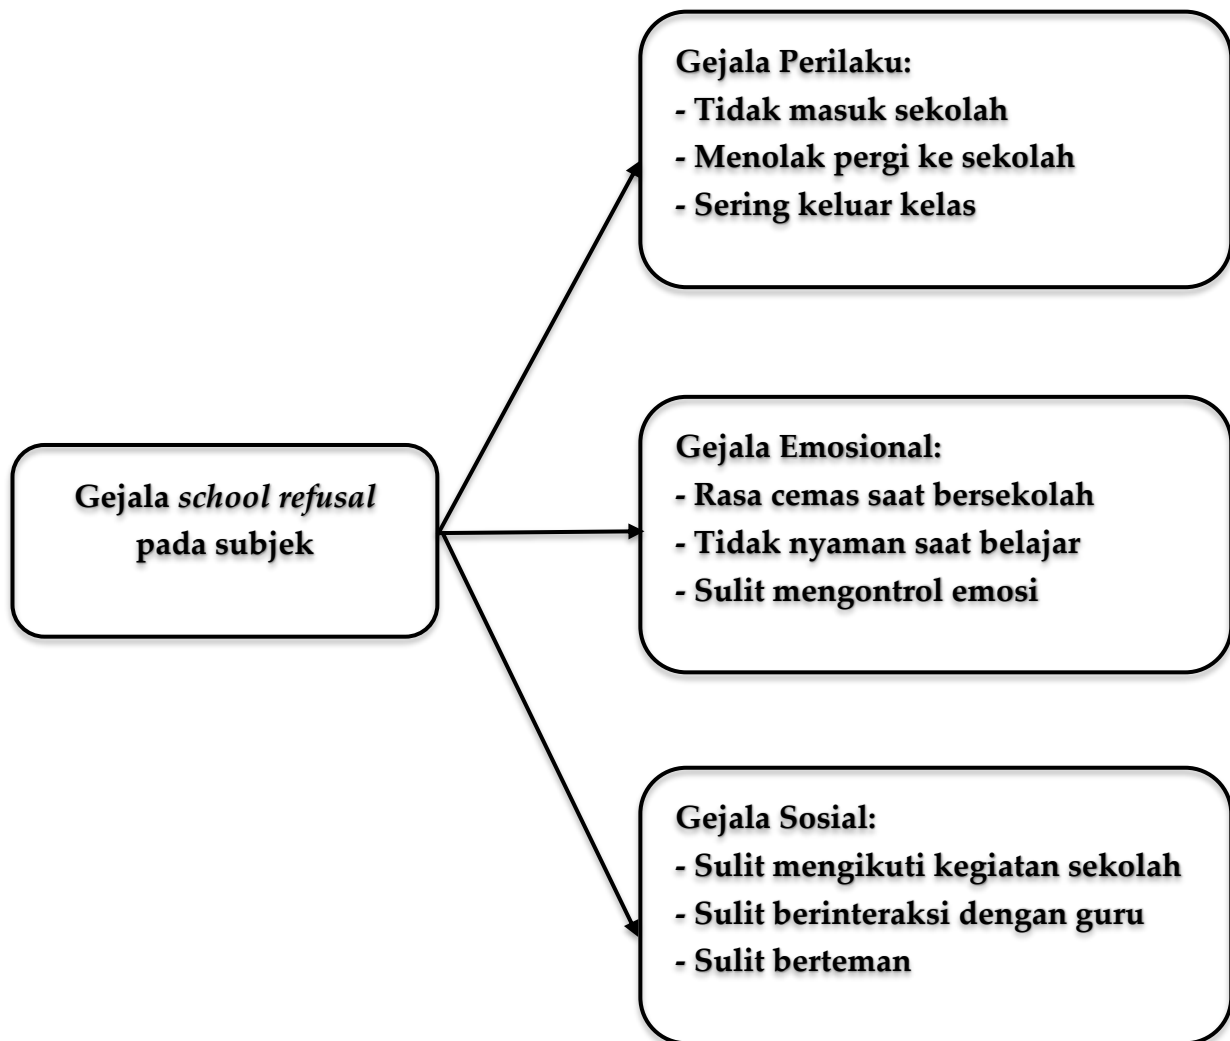 Gejala Perilaku:
- Tidak masuk sekolah
- Menolak pergi ke sekolah
- Sering keluar kelas
Gejala school refusal
pada subjek
Gejala Emosional:
- Rasa cemas saat bersekolah
- Tidak nyaman saat belajar
- Sulit mengontrol emosi
Gejala Sosial:
- Sulit mengikuti kegiatan sekolah
- Sulit berinteraksi dengan guru
- Sulit berteman